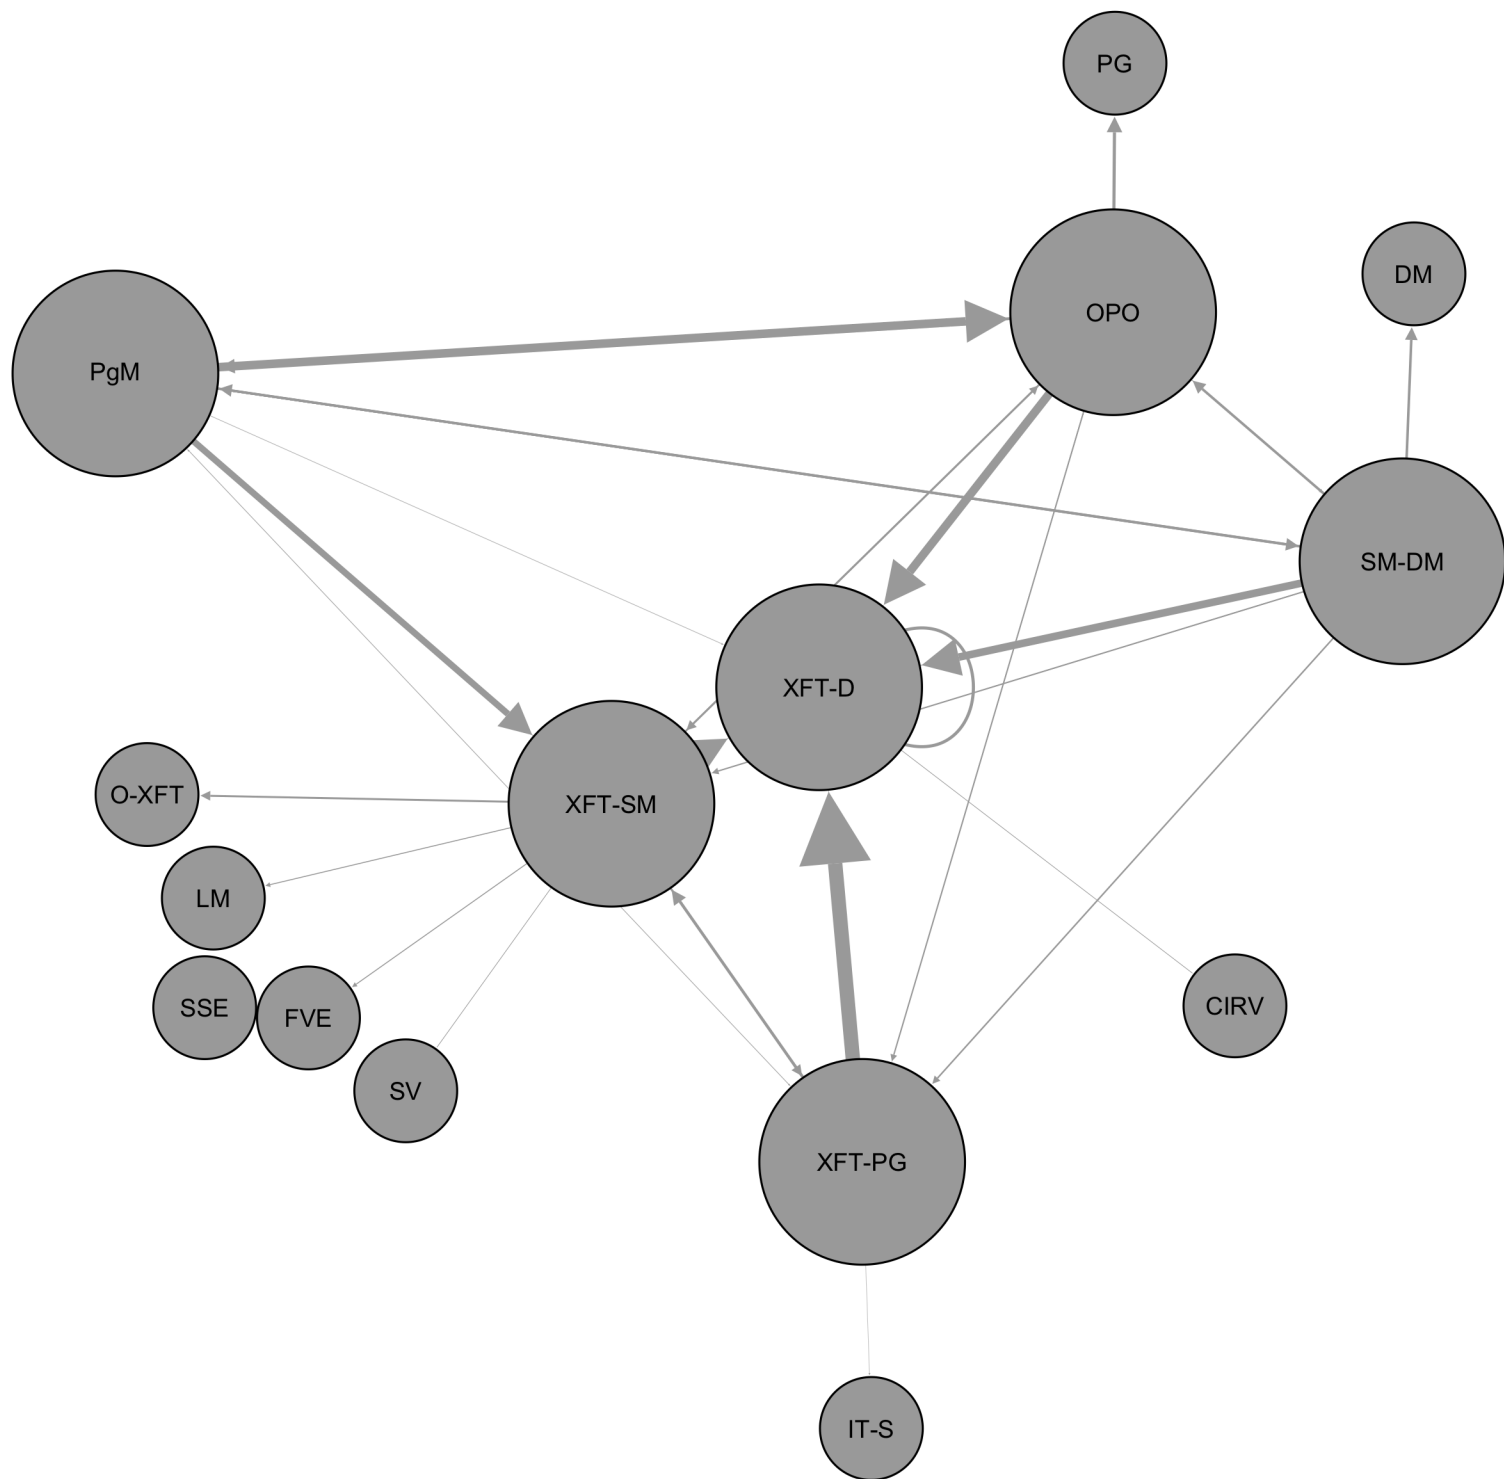 PG
DM
OPO
PgM
SM-DM
XFT-D
O-XFT
XFT-SM
LM
SSE
FVE
CIRV
SV
XFT-PG
IT-S